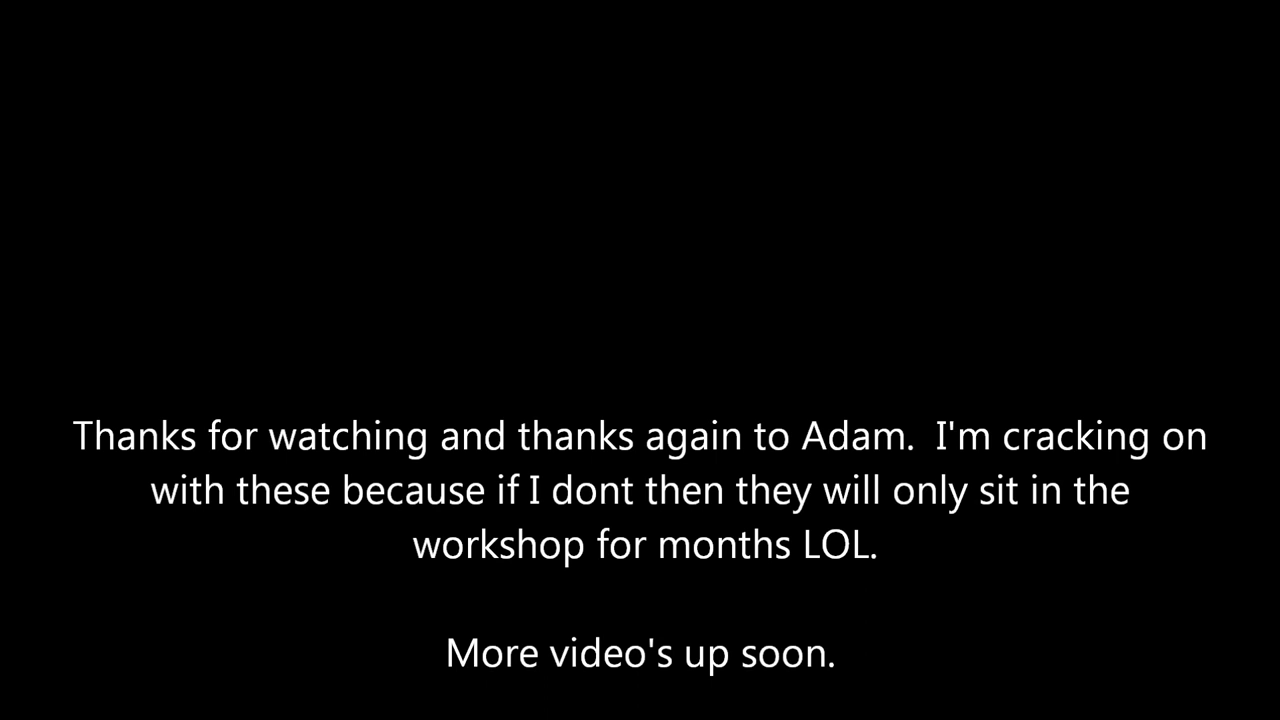 Thanks for watching and thanks again to Adam.  I'm cracking on
with these because if I dont then they will only sit in the
workshop for months LOL.
More video's up soon.